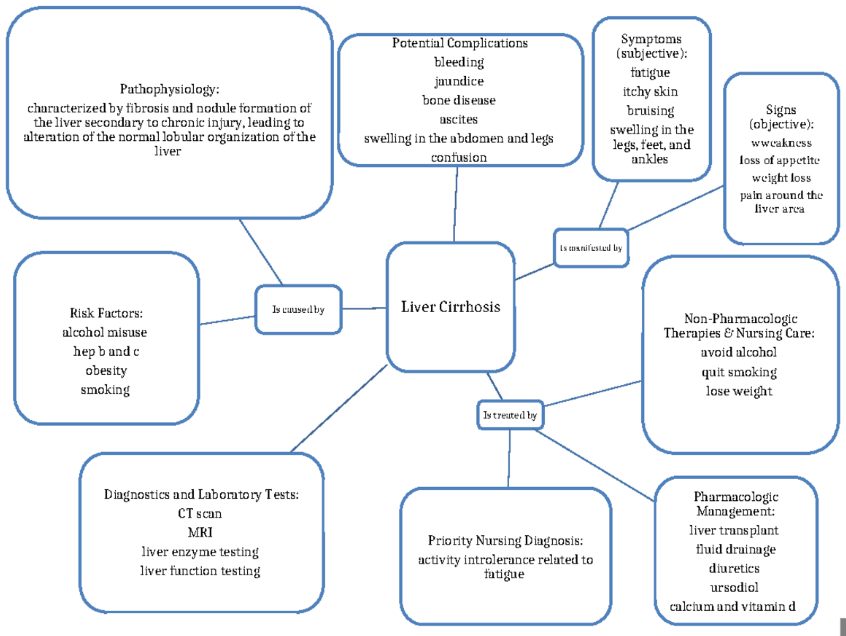 Pathophysiology:
characterized by fibrosis and nodule formation of
the liver secondary to chronic injury, leading to
alteration of the normal lobular organization of the
liver
Potential Complications
bleeding
jaundice
bone disease
ascites
swelling in the abdomen and legs
confusion
Symptoms
(subjective):
fatigue
itchy skin
bruising
swelling in the
legs, feet, and
ankles
Signs
(objective):
wweakness
loss of appetite
weight loss
pain around the
liver area
Is manifested by
Is caused by
Liver Cirrhosis
Risk Factors:
alcohol misuse
hep b and c
obesity
smoking
Non-Pharmacologic
Therapies & Nursing Care:
avoid alcohol
quit smoking
lose weight
Is treated by
Diagnostics and Laboratory Tests:
CT scan
MRI
liver enzyme testing
liver function testing
Priority Nursing Diagnosis:
activity introlerance related to
fatigue
Pharmacologic
Management:
liver transplant
fluid drainage
diuretics
ursodiol
calcium and vitamin d